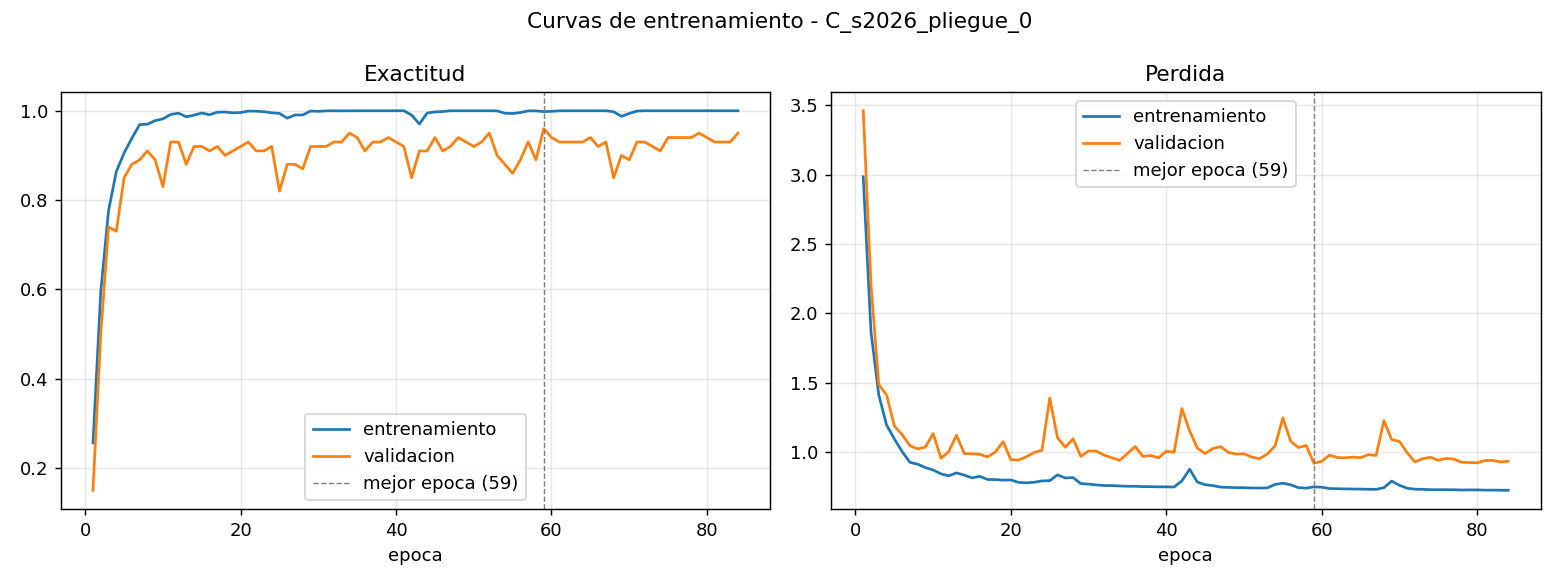 Curvas de entrenamiento - C_s2026_pliegue_0
Exactitud
1.0
0.8
0.6
0.4
0.2
0
20
40
60
80
epoca
entrenamiento
validacion
mejor epoca (59)
Perdida
3.5
3.0
2.5
2.0
1.5
1.0
0
20
40
60
80
epoca
entrenamiento
validacion
mejor epoca (59)